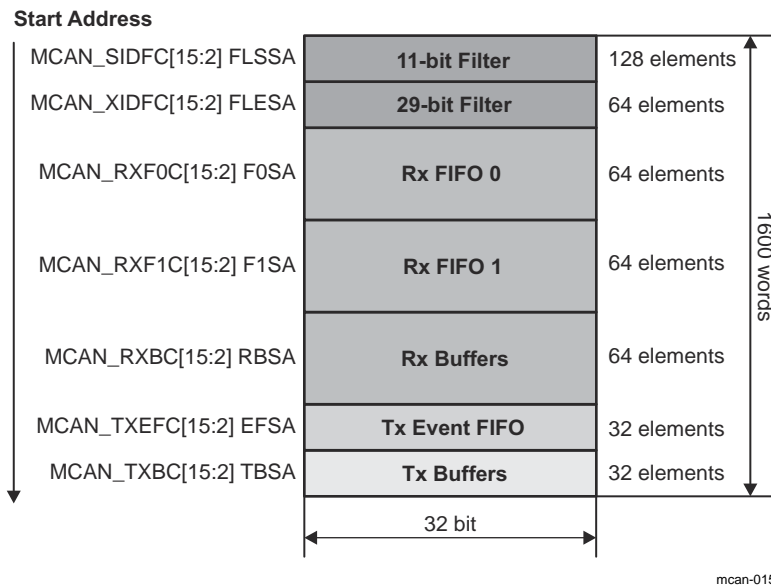 Start Address
MCAN_SIDFC[15:2] FLSSA 11-bit Filter 128 elements
MCAN_XIDFC[15:2] FLESA 29-bit Filter 64 elements
MCAN_RXF0C[15:2] F0SA Rx FIFO 0 64 elements
MCAN_RXF1C[15:2] F1SA Rx FIFO 1 64 elements
1600 words
MCAN_RXBC[15:2] RBSA Rx Buffers 64 elements
MCAN_TXEFC[15:2] EFSA Tx Event FIFO 32 elements
MCAN_TXBC[15:2] TBSA Tx Buffers 32 elements
32 bit
mcan-015